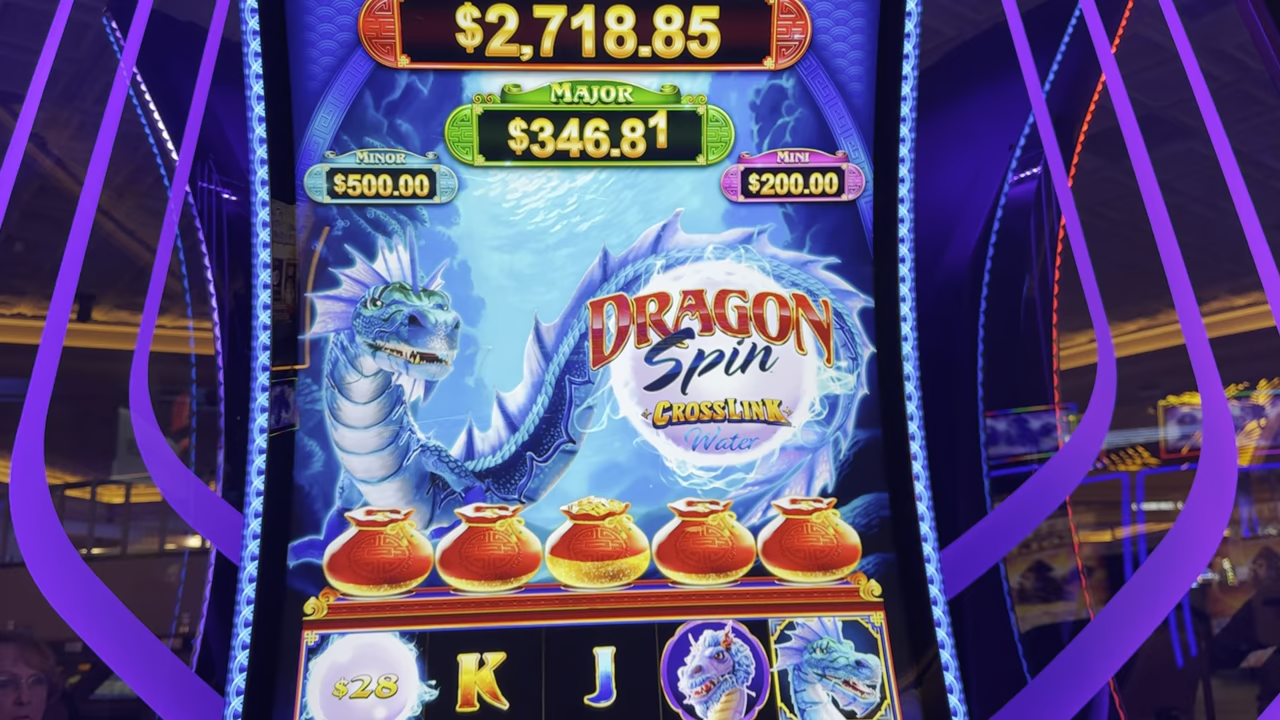 $2,718.85
MAJOR
$346.81
MINOR
$500.00
MINI
$200.00
DRAGON
Spin
CROSSLINK
Water
$28
K
J